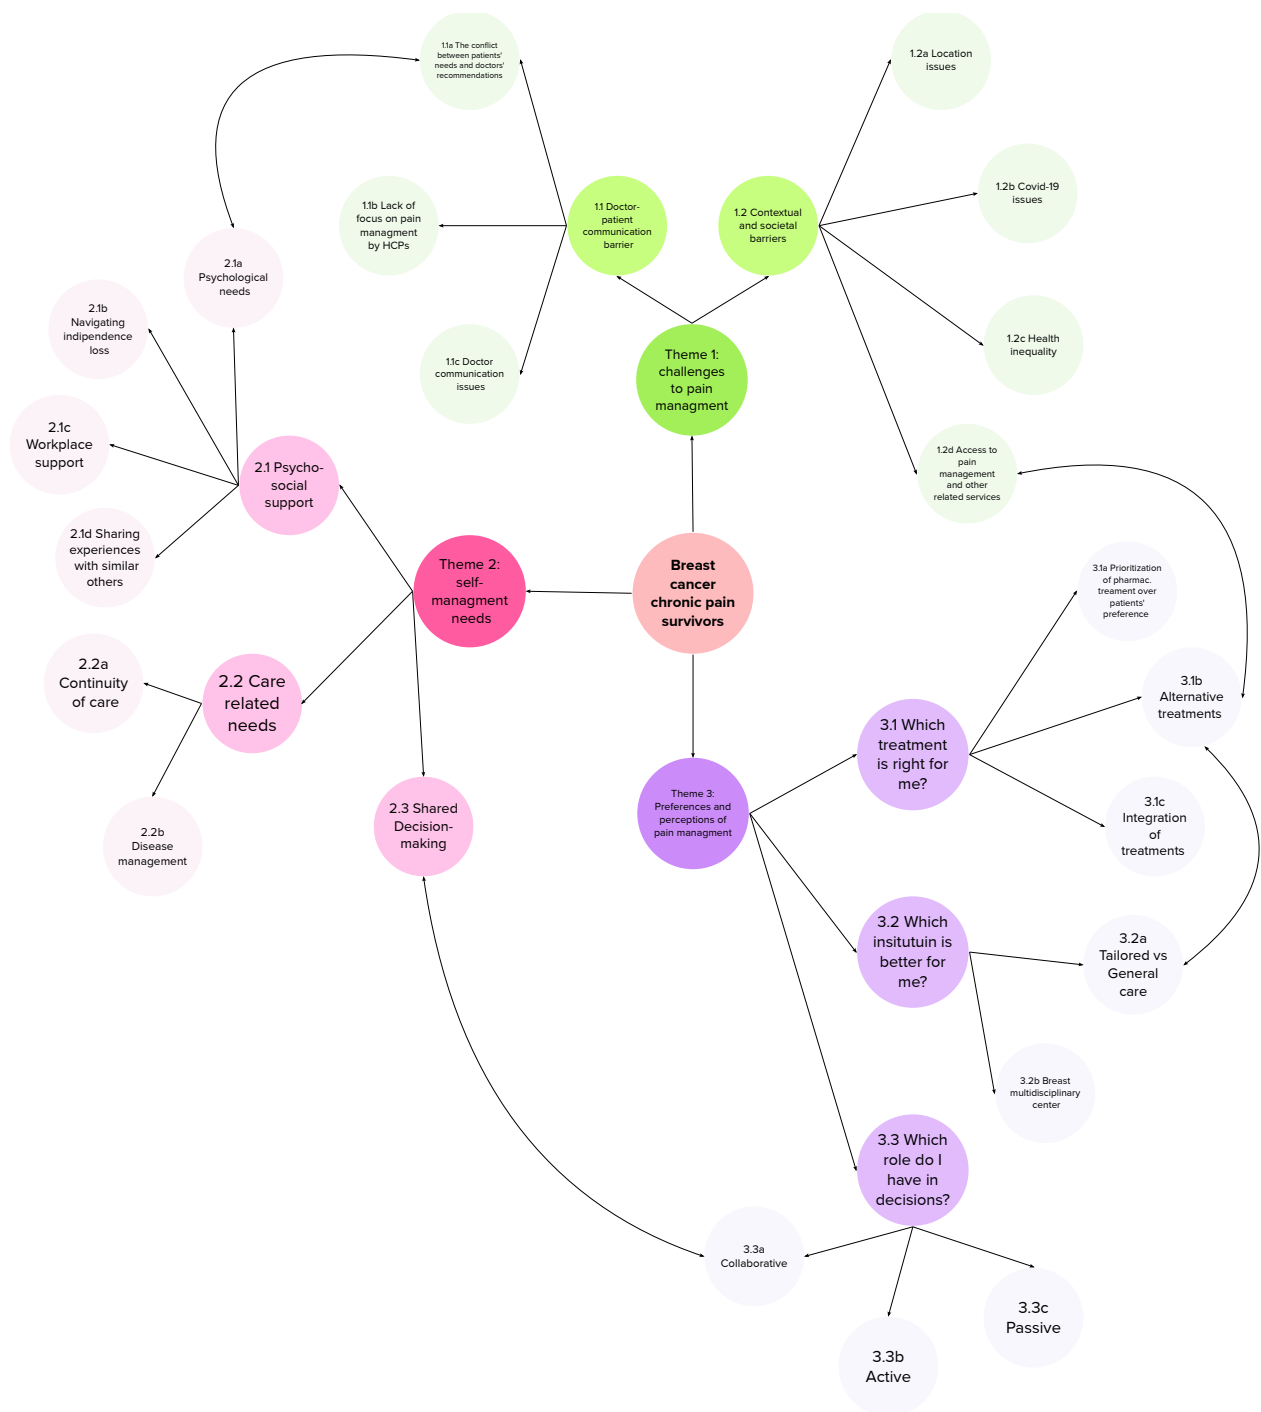 1.1a The conflict
between patients'
needs and doctors'
recommendations
1.2a Location
issues
1.1b Lack of
focus on pain
managment
by HCPs
1.1 Doctor-
patient
communication
barrier
1.2 Contextual
and societal
barriers
1.2b Covid-19
issues
2.1a
Psychological
needs
2.1b
Navigating
indipendence
loss
1.1c Doctor
communication
issues
Theme 1:
challenges
to pain
managment
1.2c Health
inequality
2.1c
Workplace
support
2.1 Psycho-
social
support
1.2d Access to
pain
management
and other
related services
2.1d Sharing
experiences
with similar
others
Theme 2:
self-
managment
needs
Breast
cancer
chronic pain
survivors
3.1a Prioritization
of pharmac.
treament over
patients'
preference
2.2a
Continuity
of care
2.2 Care
related
needs
3.1b
Alternative
treatments
3.1 Which
treatment
is right for
me?
2.2b
Disease
management
2.3 Shared
Decision-
making
Theme 3:
Preferences and
perceptions of
pain managment
3.1c
Integration
of
treatments
3.2 Which
insitutuin is
better for
me?
3.2a
Tailored vs
General
care
3.2b Breast
multidisciplinary
center
3.3 Which
role do I
have in
decisions?
3.3a
Collaborative
3.3c
Passive
3.3b
Active